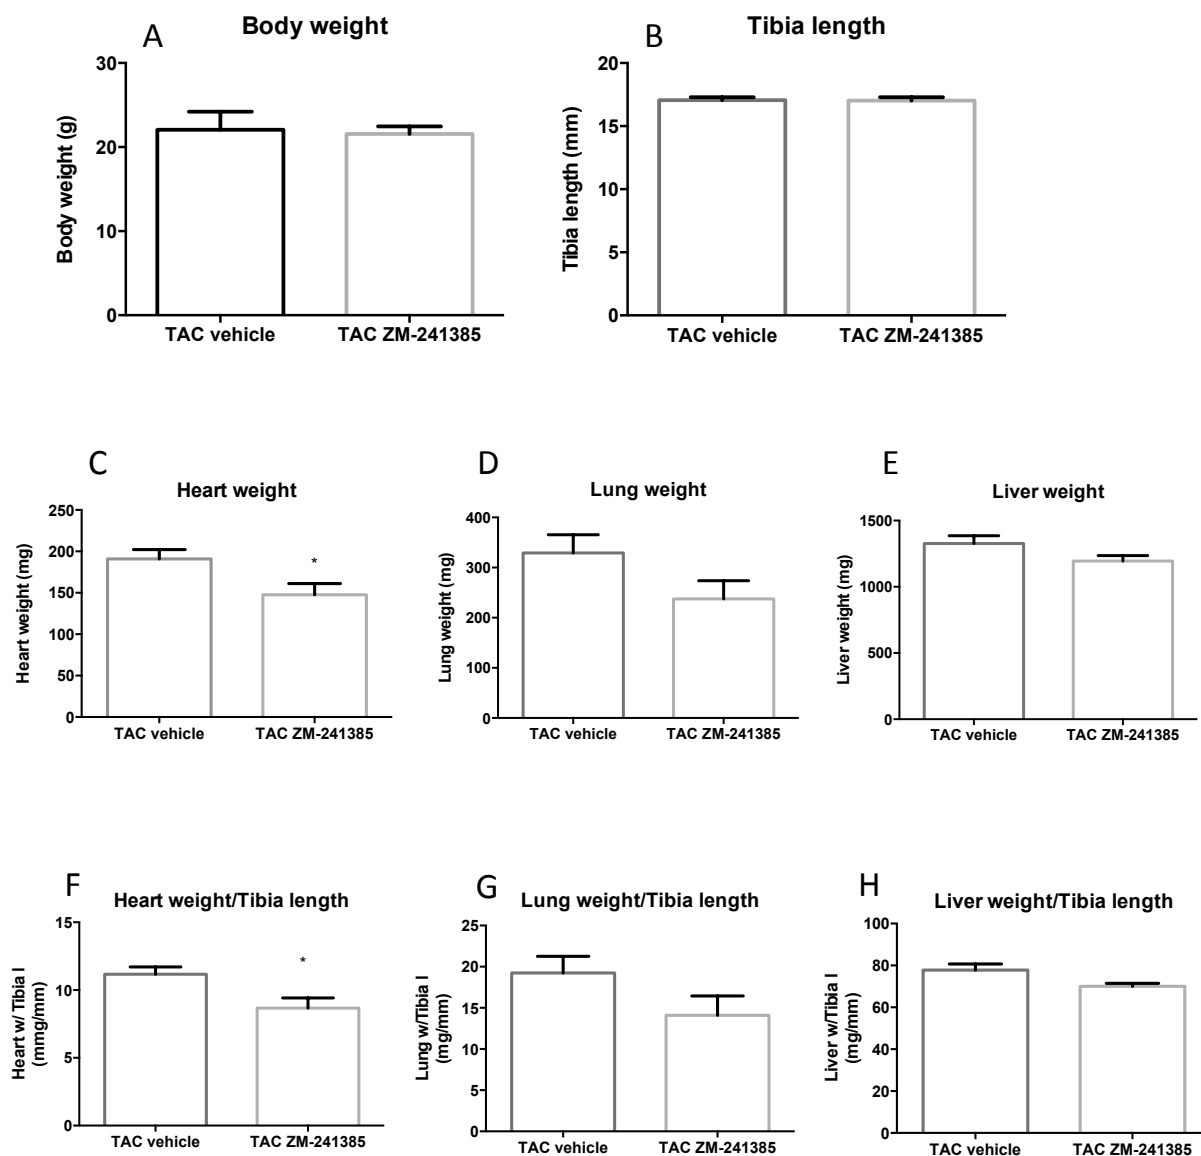 A
Body weight
Body weight (g)
30
20
10
0
TAC vehicle
TAC ZM-241385
B
Tibia length
Tibia length (mm)
20
15
10
5
0
TAC vehicle
TAC ZM-241385
C
Heart weight
Heart weight (mg)
250
200
150
100
50
0
*
TAC vehicle
TAC ZM-241385
D
Lung weight
Lung weight (mg)
400
300
200
100
0
TAC vehicle
TAC ZM-241385
E
Liver weight
Liver weight (mg)
1500
1000
500
0
TAC vehicle
TAC ZM-241385
F
Heart weight/Tibia length
Heart w/ Tibia l
(mmg/mm)
15
10
5
0
*
TAC vehicle
TAC ZM-241385
G
Lung weight/Tibia length
Lung w/Tibia l
(mg/mm)
25
20
15
10
5
0
TAC vehicle
TAC ZM-241385
H
Liver weight/Tibia length
Liver w/Tibia l
(mg/mm)
100
80
60
40
20
0
TAC vehicle
TAC ZM-241385